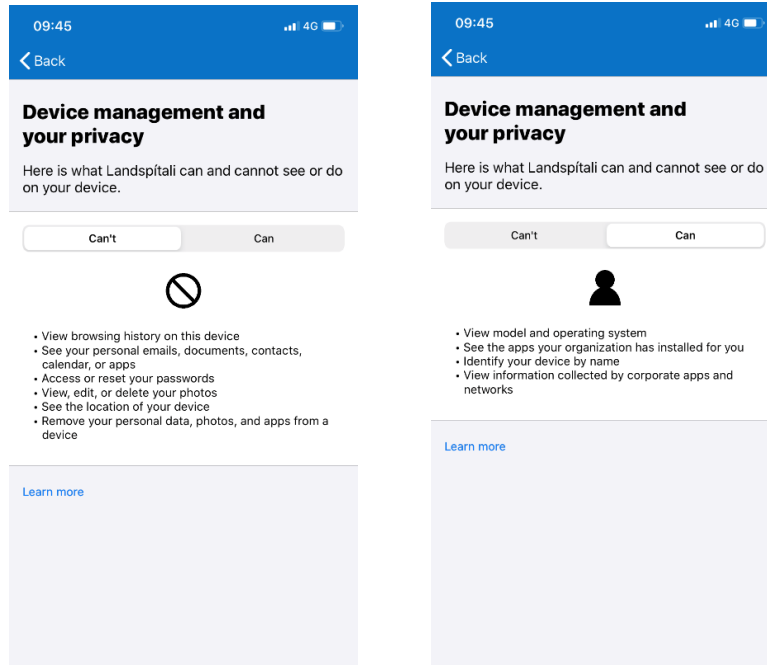 09:45
4G
Back
Device management and
your privacy
Here is what Landspítali can and cannot see or do
on your device.
Can't
Can
• View browsing history on this device
• See your personal emails, documents, contacts,
calendar, or apps
• Access or reset your passwords
• View, edit, or delete your photos
• See the location of your device
• Remove your personal data, photos, and apps from a
device
Learn more
09:45
4G
Back
Device management and
your privacy
Here is what Landspítali can and cannot see or do
on your device.
Can't
Can
• View model and operating system
• See the apps your organization has installed for you
• Identify your device by name
• View information collected by corporate apps and
networks
Learn more